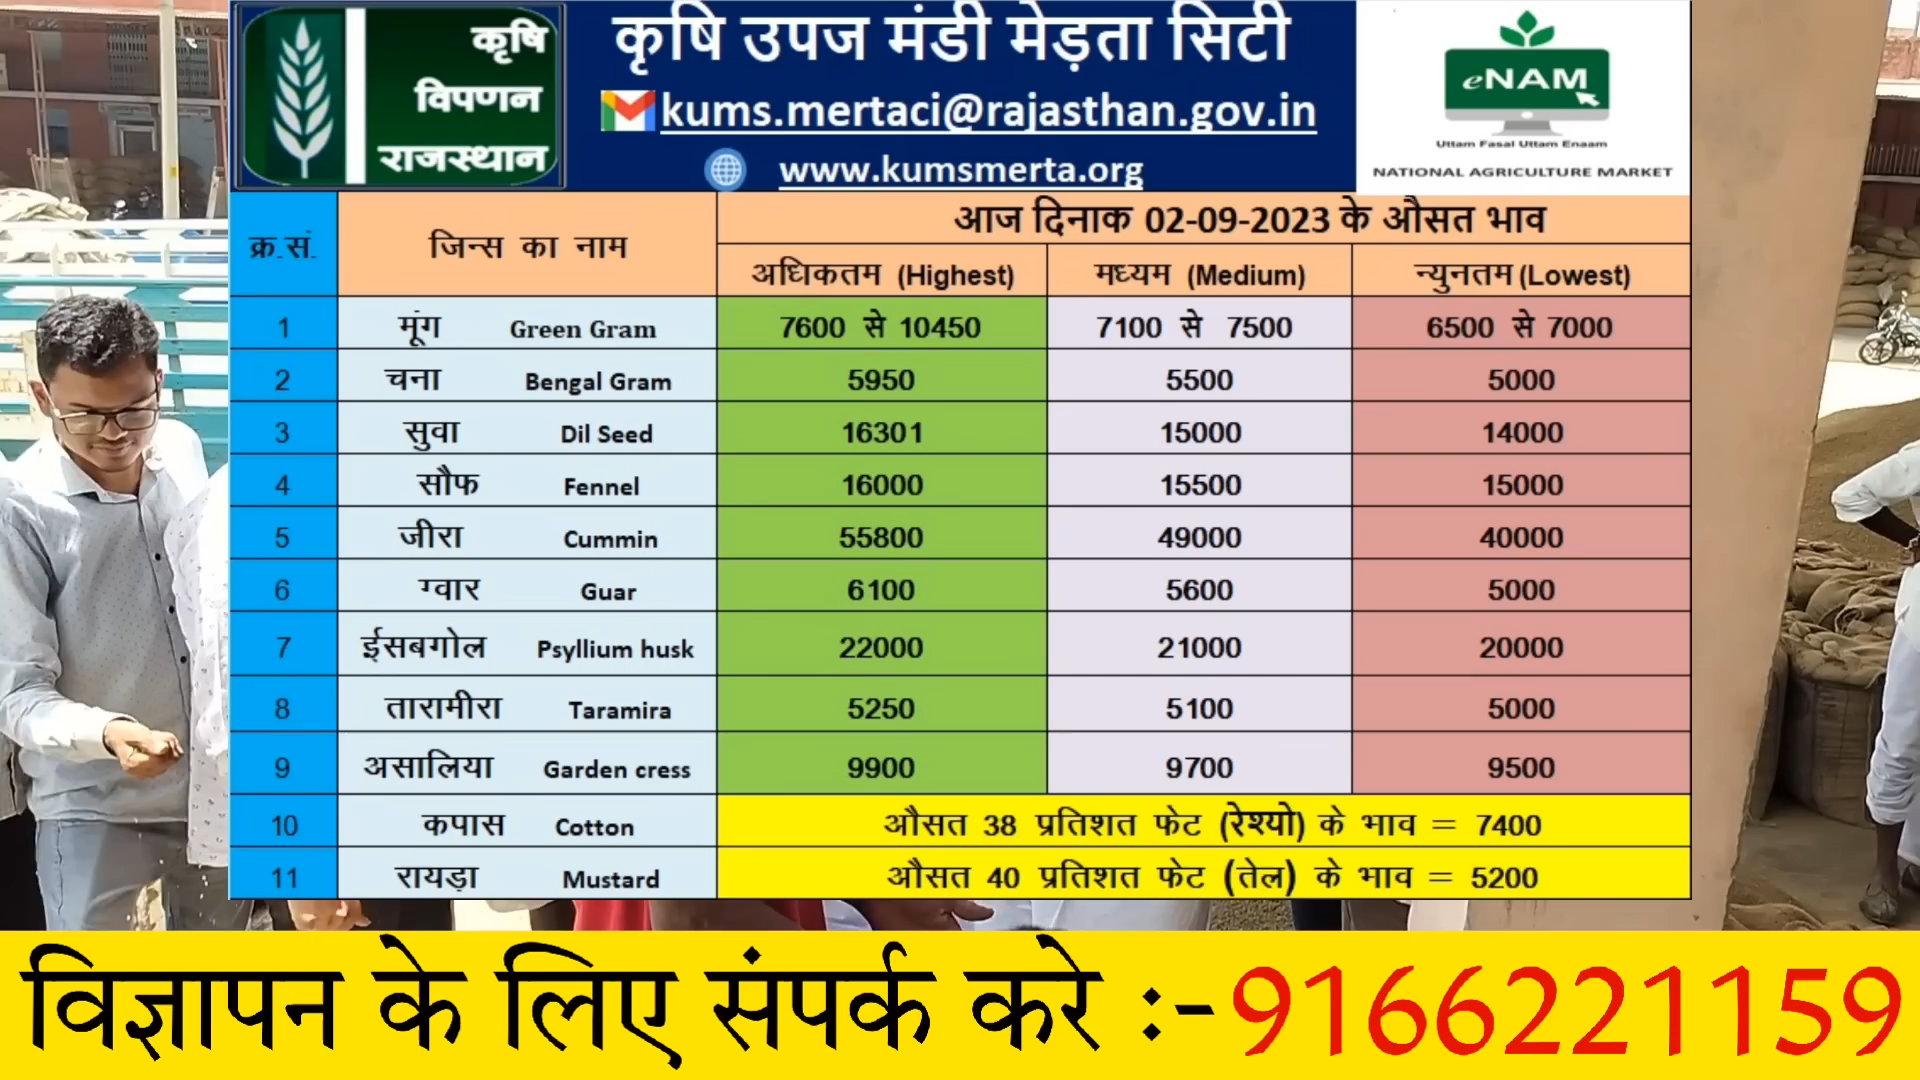 कृषि
विपणन
राजस्थान
कृषि उपज मंडी मेड़ता सिटी
kums.mertaci@rajasthan.gov.in
www.kumsmerta.org
eNAM
Uttam Fasal Uttam Enaam
NATIONAL AGRICULTURE MARKET
क्र.सं. जिन्स का नाम आज दिनाक 02-09-2023 के औसत भाव
अधिकतम (Highest) मध्यम (Medium) न्युनतम (Lowest)
1 मूंग Green Gram 7600 से 10450 7100 से 7500 6500 से 7000
2 चना Bengal Gram 5950 5500 5000
3 सुवा Dil Seed 16301 15000 14000
4 सौफ Fennel 16000 15500 15000
5 जीरा Cummin 55800 49000 40000
6 ग्वार Guar 6100 5600 5000
7 ईसबगोल Psyllium husk 22000 21000 20000
8 तारामीरा Taramira 5250 5100 5000
9 असालिया Garden cress 9900 9700 9500
10 कपास Cotton औसत 38 प्रतिशत फेट (रेश्यो) के भाव = 7400
11 रायड़ा Mustard औसत 40 प्रतिशत फेट (तेल) के भाव = 5200
विज्ञापन के लिए संपर्क करे :-9166221159